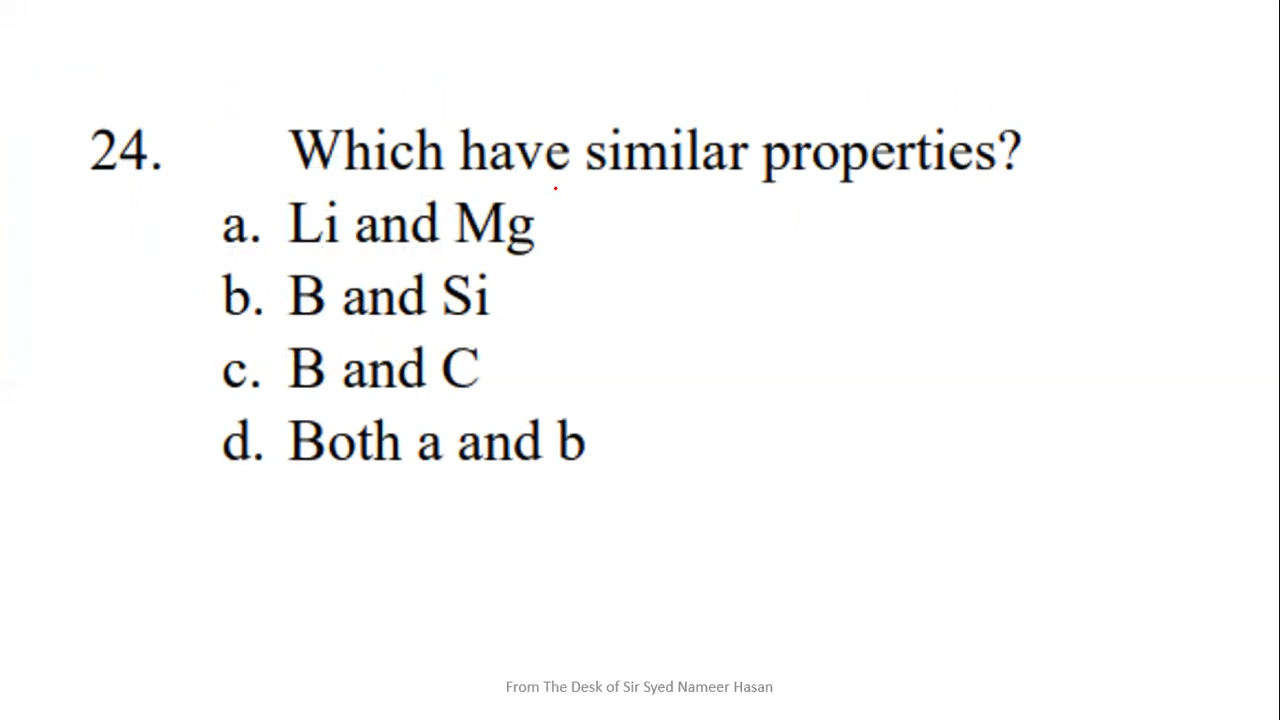 24. Which have similar properties?
a. Li and Mg
b. B and Si
c. B and C
d. Both a and b
From The Desk of Sir Syed Nameer Hasan